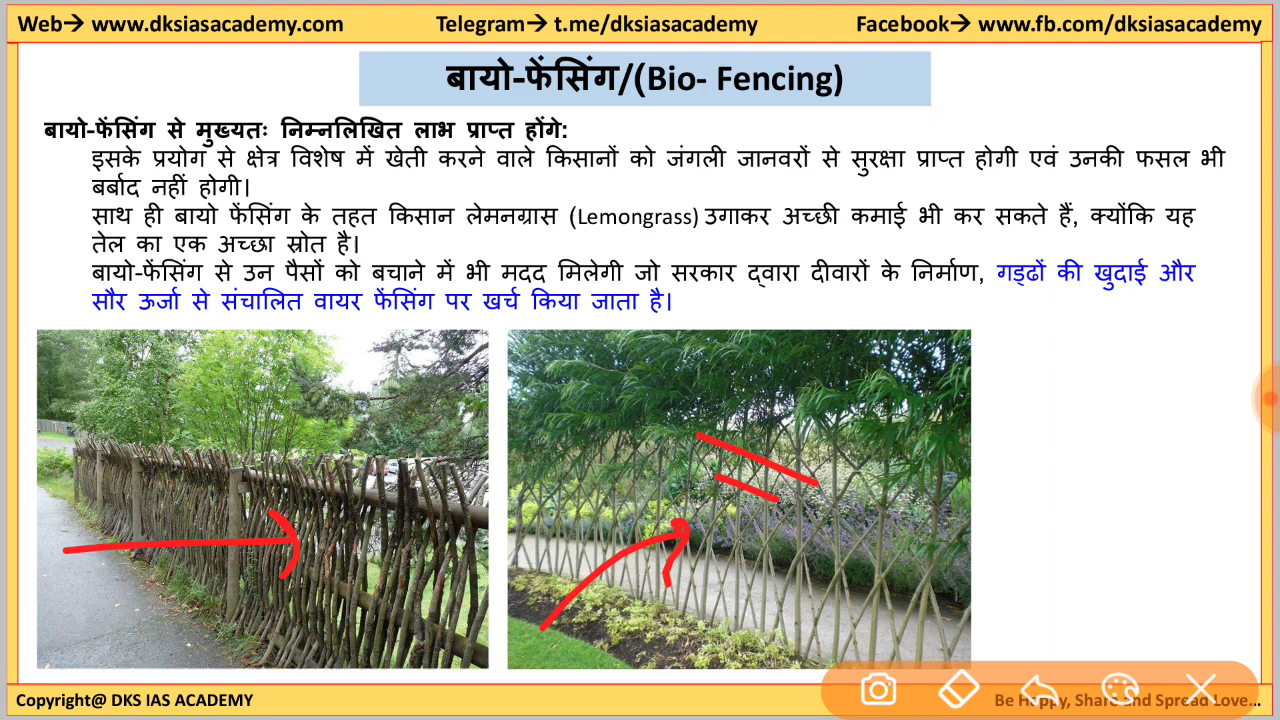 Web→ www.dksiasacademy.com Telegram→ t.me/dksiasacademy Facebook→ www.fb.com/dksiasacademy
बायो-फेंसिंग/(Bio- Fencing)
बायो-फेंसिंग से मुख्यतः निम्नलिखित लाभ प्राप्त होंगे:
इसके प्रयोग से क्षेत्र विशेष में खेती करने वाले किसानों को जंगली जानवरों से सुरक्षा प्राप्त होगी एवं उनकी फसल भी
बर्बाद नहीं होगी।
साथ ही बायो फेंसिंग के तहत किसान लेमनग्रास (Lemongrass) उगाकर अच्छी कमाई भी कर सकते हैं, क्योंकि यह
तेल का एक अच्छा स्रोत है।
बायो-फेंसिंग से उन पैसों को बचाने में भी मदद मिलेगी जो सरकार द्वारा दीवारों के निर्माण, गड्ढों की खुदाई और
सौर ऊर्जा से संचालित वायर फेंसिंग पर खर्च किया जाता है।
Copyright@ DKS IAS ACADEMY Be Happy, Share and Spread Love...